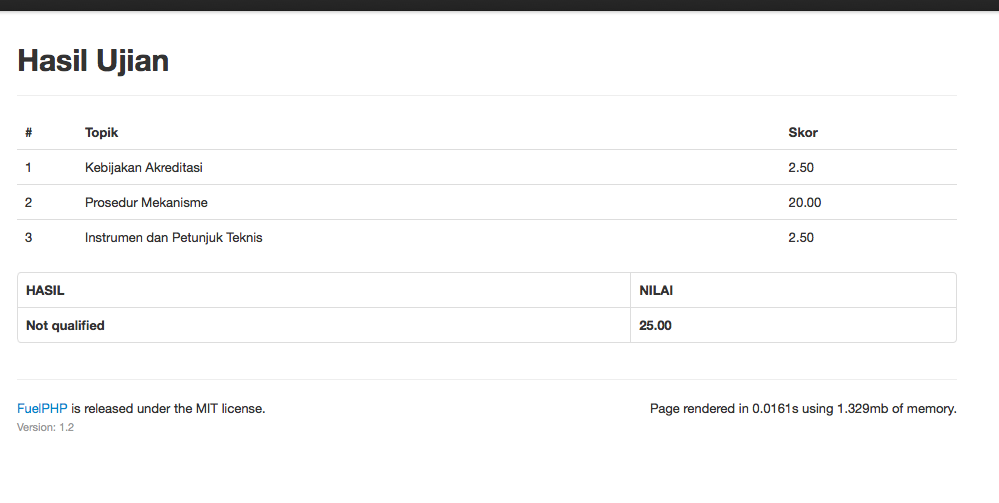 Hasil Ujian
# Topik Skor
1 Kebijakan Akreditasi 2.50
2 Prosedur Mekanisme 20.00
3 Instrumen dan Petunjuk Teknis 2.50
HASIL NILAI
Not qualified 25.00
FuelPHP is released under the MIT license. Page rendered in 0.0161s using 1.329mb of memory.
Version: 1.2